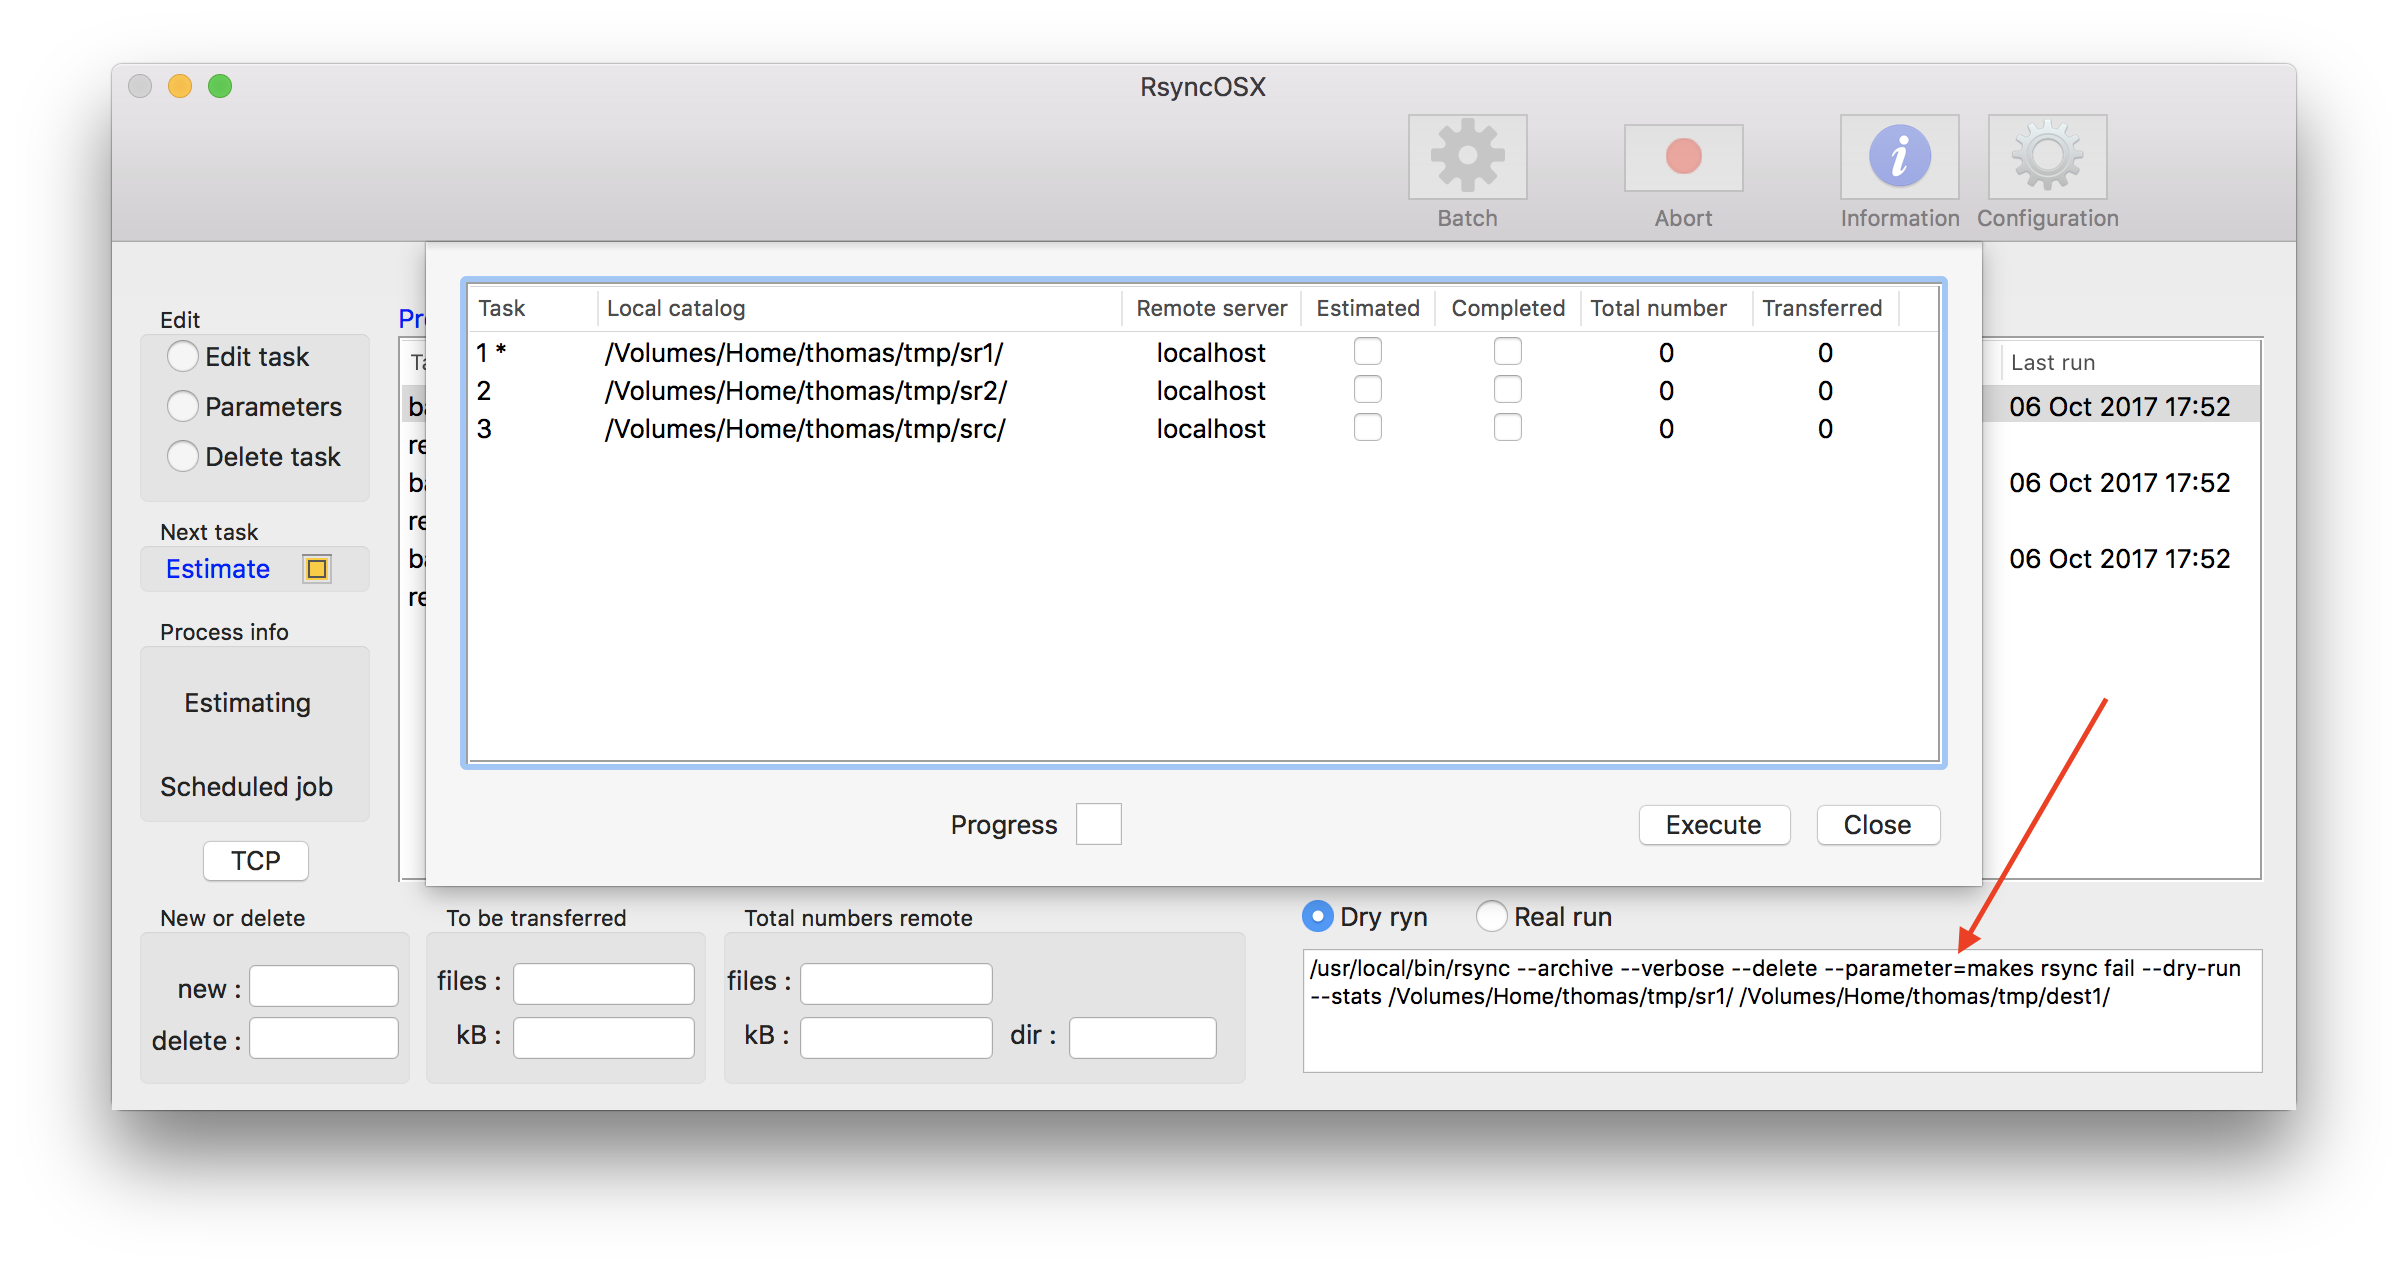 RsyncOSX
Batch
Abort
Information
Configuration
Task Local catalog Remote server Estimated Completed Total number Transferred
1 * /Volumes/Home/thomas/tmp/sr1/ localhost 0 0
2 /Volumes/Home/thomas/tmp/sr2/ localhost 0 0
3 /Volumes/Home/thomas/tmp/src/ localhost 0 0
Progress
Execute
Close
Edit
Edit task
Parameters
Delete task
Next task
Estimate
Process info
Estimating
Scheduled job
TCP
Last run
06 Oct 2017 17:52
06 Oct 2017 17:52
06 Oct 2017 17:52
New or delete
new :
delete :
To be transferred
files :
kB :
Total numbers remote
files :
kB :
dir :
Dry ryn
Real run
/usr/local/bin/rsync --archive --verbose --delete --parameter=makes rsync fail --dry-run
--stats /Volumes/Home/thomas/tmp/sr1/ /Volumes/Home/thomas/tmp/dest1/